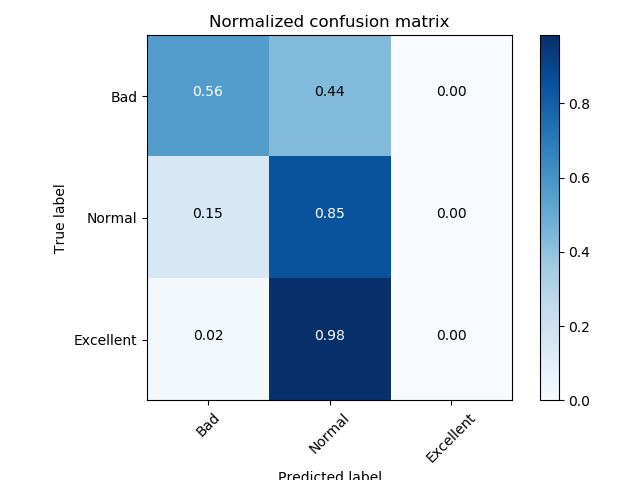 Normalized confusion matrix
Bad
0.56 0.44 0.00
Normal
0.15 0.85 0.00
Excellent
0.02 0.98 0.00
True label
Bad Normal Excellent
Predicted label
0.8
0.6
0.4
0.2
0.0